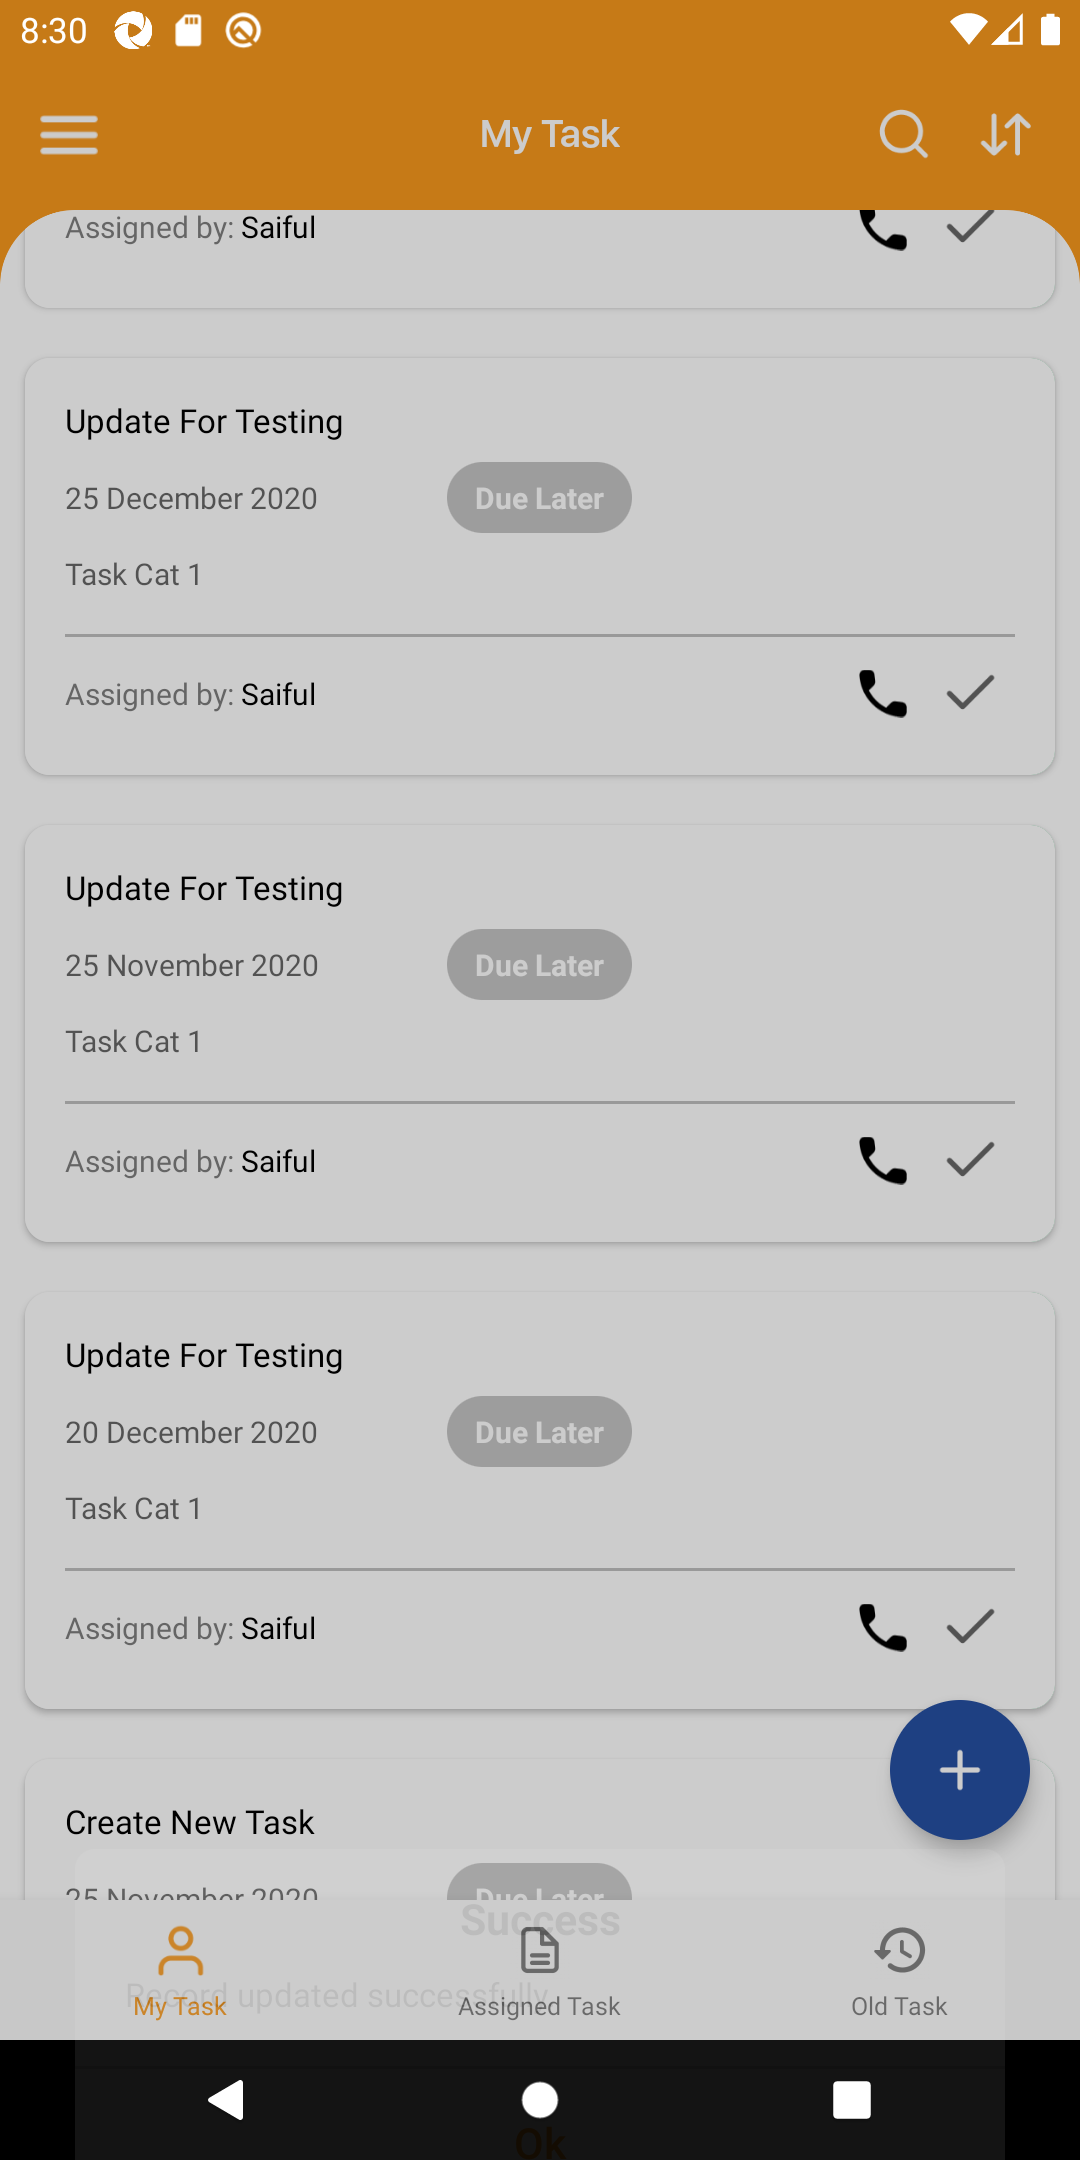 8:30
My Task
Assigned by: Saiful
Update For Testing
25 December 2020
Due Later
Task Cat 1
Assigned by: Saiful
Update For Testing
25 November 2020
Due Later
Task Cat 1
Assigned by: Saiful
Update For Testing
20 December 2020
Due Later
Task Cat 1
Assigned by: Saiful
Create New Task
25 November 2020
Due Later
Success
Record updated successfully
My Task
Assigned Task
Old Task
Ok